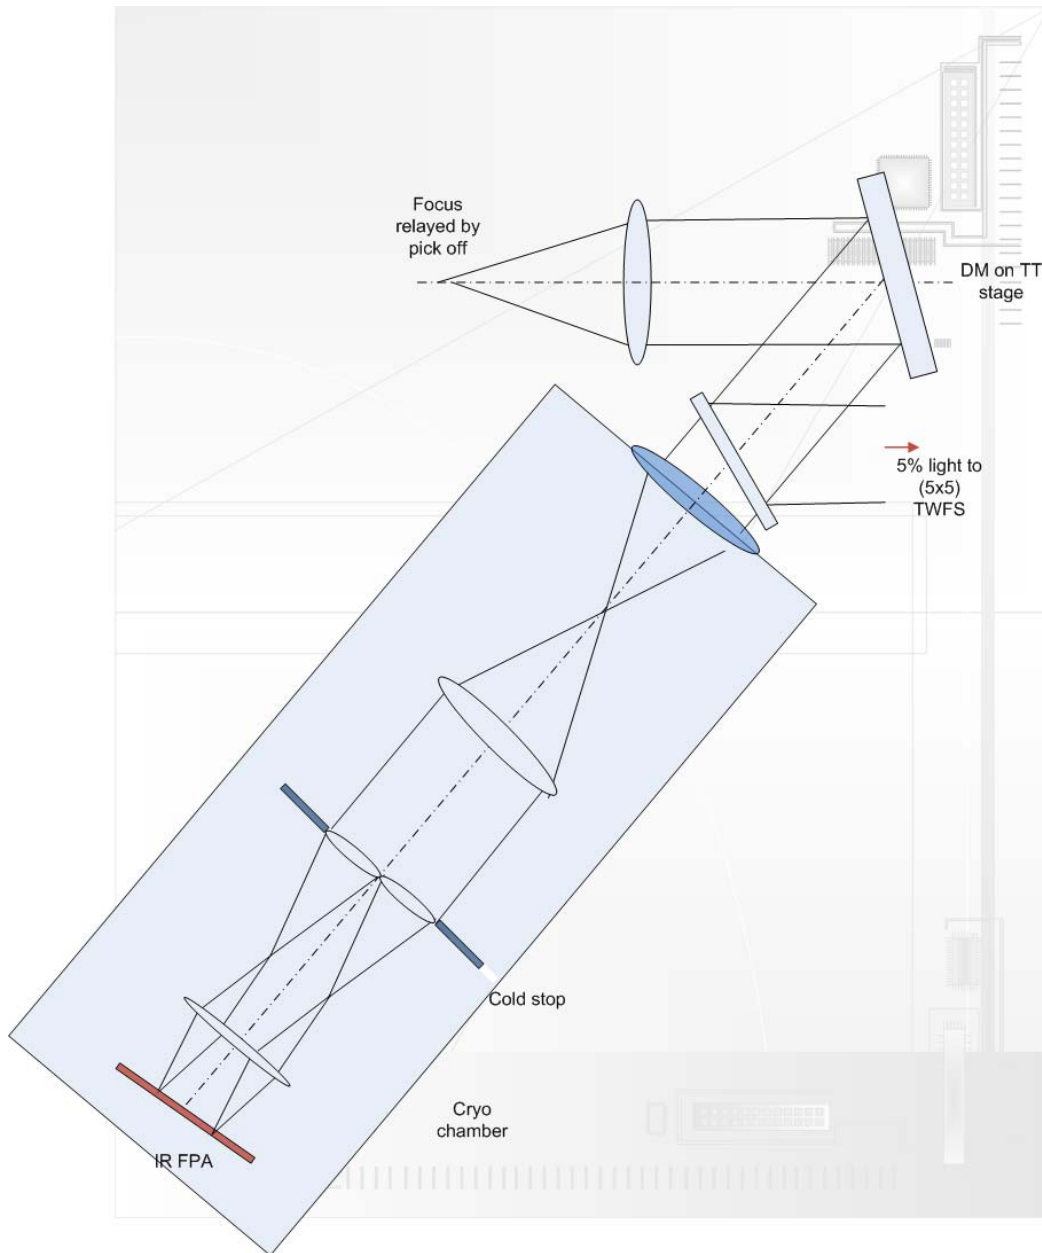 Focus
relayed by
pick off
DM on TT
stage
5% light to
(5x5)
TWFS
Cold stop
Cryo
chamber
IR FPA